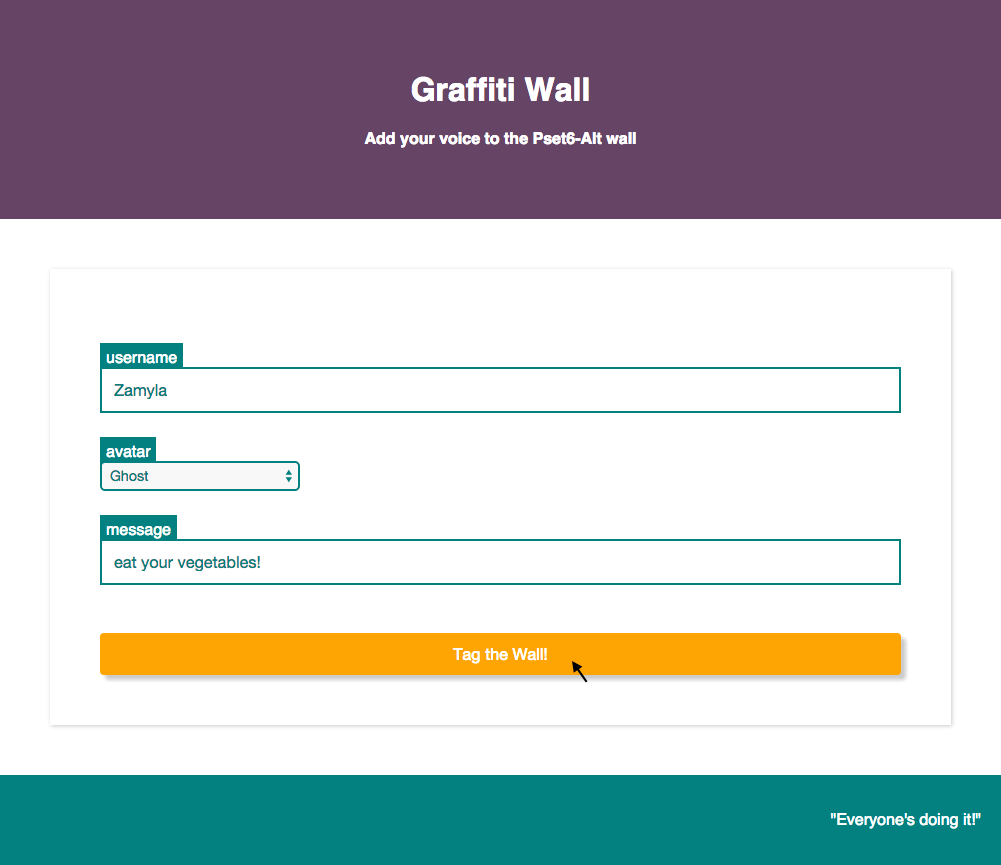 Graffiti Wall
Add your voice to the Pset6-Alt wall
username
Zamyla
avatar
Ghost
message
eat your vegetables!
Tag the Wall!
"Everyone's doing it!"